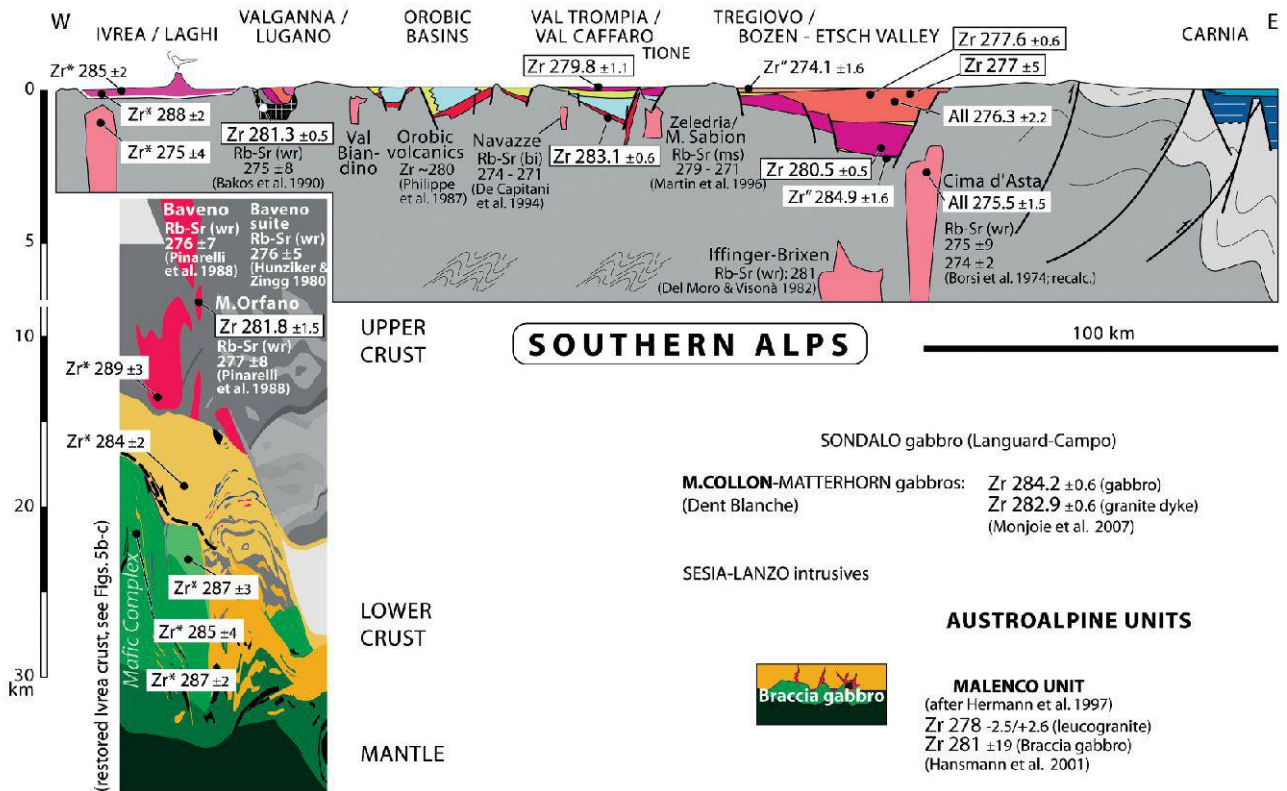 W
IVREA / LAGHI
VALGANNA /
LUGANO
OROBIC
BASINS
VAL TROMPIA /
VAL CAFFARO
TIONE
TREGIOVO /
BOZEN - ETSCH VALLEY
CARNIA
E
Zr* 285 ±2
Zr* 288 ±2
Zr* 275 ±4
Zr 281.3 ±0.5
Rb-Sr (wr)
275 ±8
(Bakos et al. 1990)
Val
Bian-
dino
Orobic
volcanics
Zr ~280
(Philippe
et al. 1987)
Navazze
Rb-Sr (bi)
274 - 271
(De Capitani
et al. 1994)
Zr 279.8 ±1.1
Zr 283.1 ±0.6
Zeledria/
M. Sabion
Rb-Sr (ms)
279 - 271
(Martin et al. 1996)
Zr" 274.1 ±1.6
Zr 277.6 ±0.6
Zr 277 ±5
All 276.3 ±2.2
Zr 280.5 ±0.5
Zr" 284.9 ±1.6
Cima d'Asta
All 275.5 ±1.5
Rb-Sr (wr)
275 ±9
274 ±2
(Borsi et al. 1974; recalc.)
Iffinger-Brixen
Rb-Sr (wr): 281
(Del Moro & Visonà 1982)
0
5
10
20
30
km
Baveno
Rb-Sr (wr)
276 ±7
(Pinarelli
et al. 1988)
Baveno
suite
Rb-Sr (wr)
276 ±5
(Hunziker &
Zingg 1980
M.Orfano
Zr 281.8 ±1.5
Rb-Sr (wr)
277 ±8
(Pinarelli
et al. 1988)
Zr* 289 ±3
Zr* 284 ±2
Zr* 287 ±3
Zr* 285 ±4
Zr* 287 ±2
Mafic Complex
(restored Ivrea crust, see Figs. 5b-c)
UPPER
CRUST
LOWER
CRUST
MANTLE
SOUTHERN ALPS
100 km
SONDALO gabbro (Languard-Campo)
M.COLLON-MATTERHORN gabbros:
(Dent Blanche)
Zr 284.2 ±0.6 (gabbro)
Zr 282.9 ±0.6 (granite dyke)
(Monjoie et al. 2007)
SESIA-LANZO intrusives
AUSTROALPINE UNITS
Braccia gabbro
MALENCO UNIT
(after Hermann et al. 1997)
Zr 278 -2.5/+2.6 (leucogranite)
Zr 281 ±19 (Braccia gabbro)
(Hansmann et al. 2001)